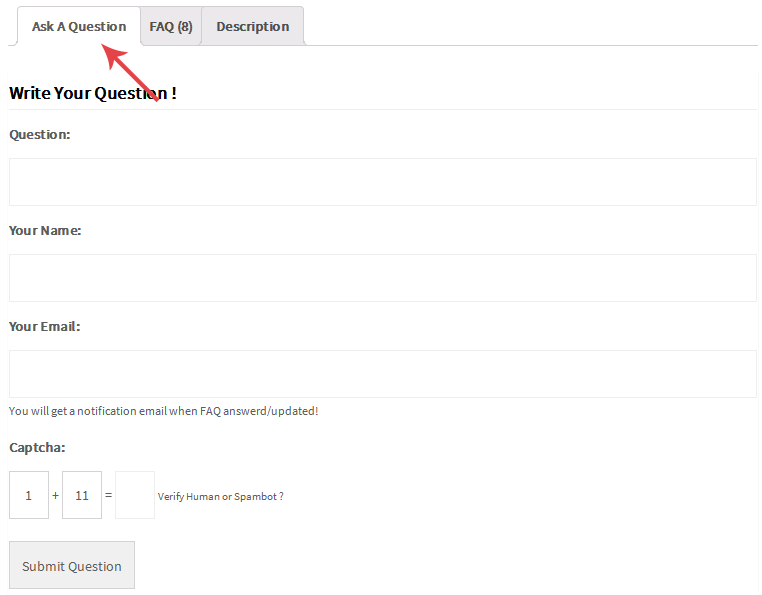 Ask A Question FAQ (8) Description
Write Your Question !
Question:
Your Name:
Your Email:
You will get a notification email when FAQ answerd/updated!
Captcha:
1 + 11 = Verify Human or Spambot ?
Submit Question